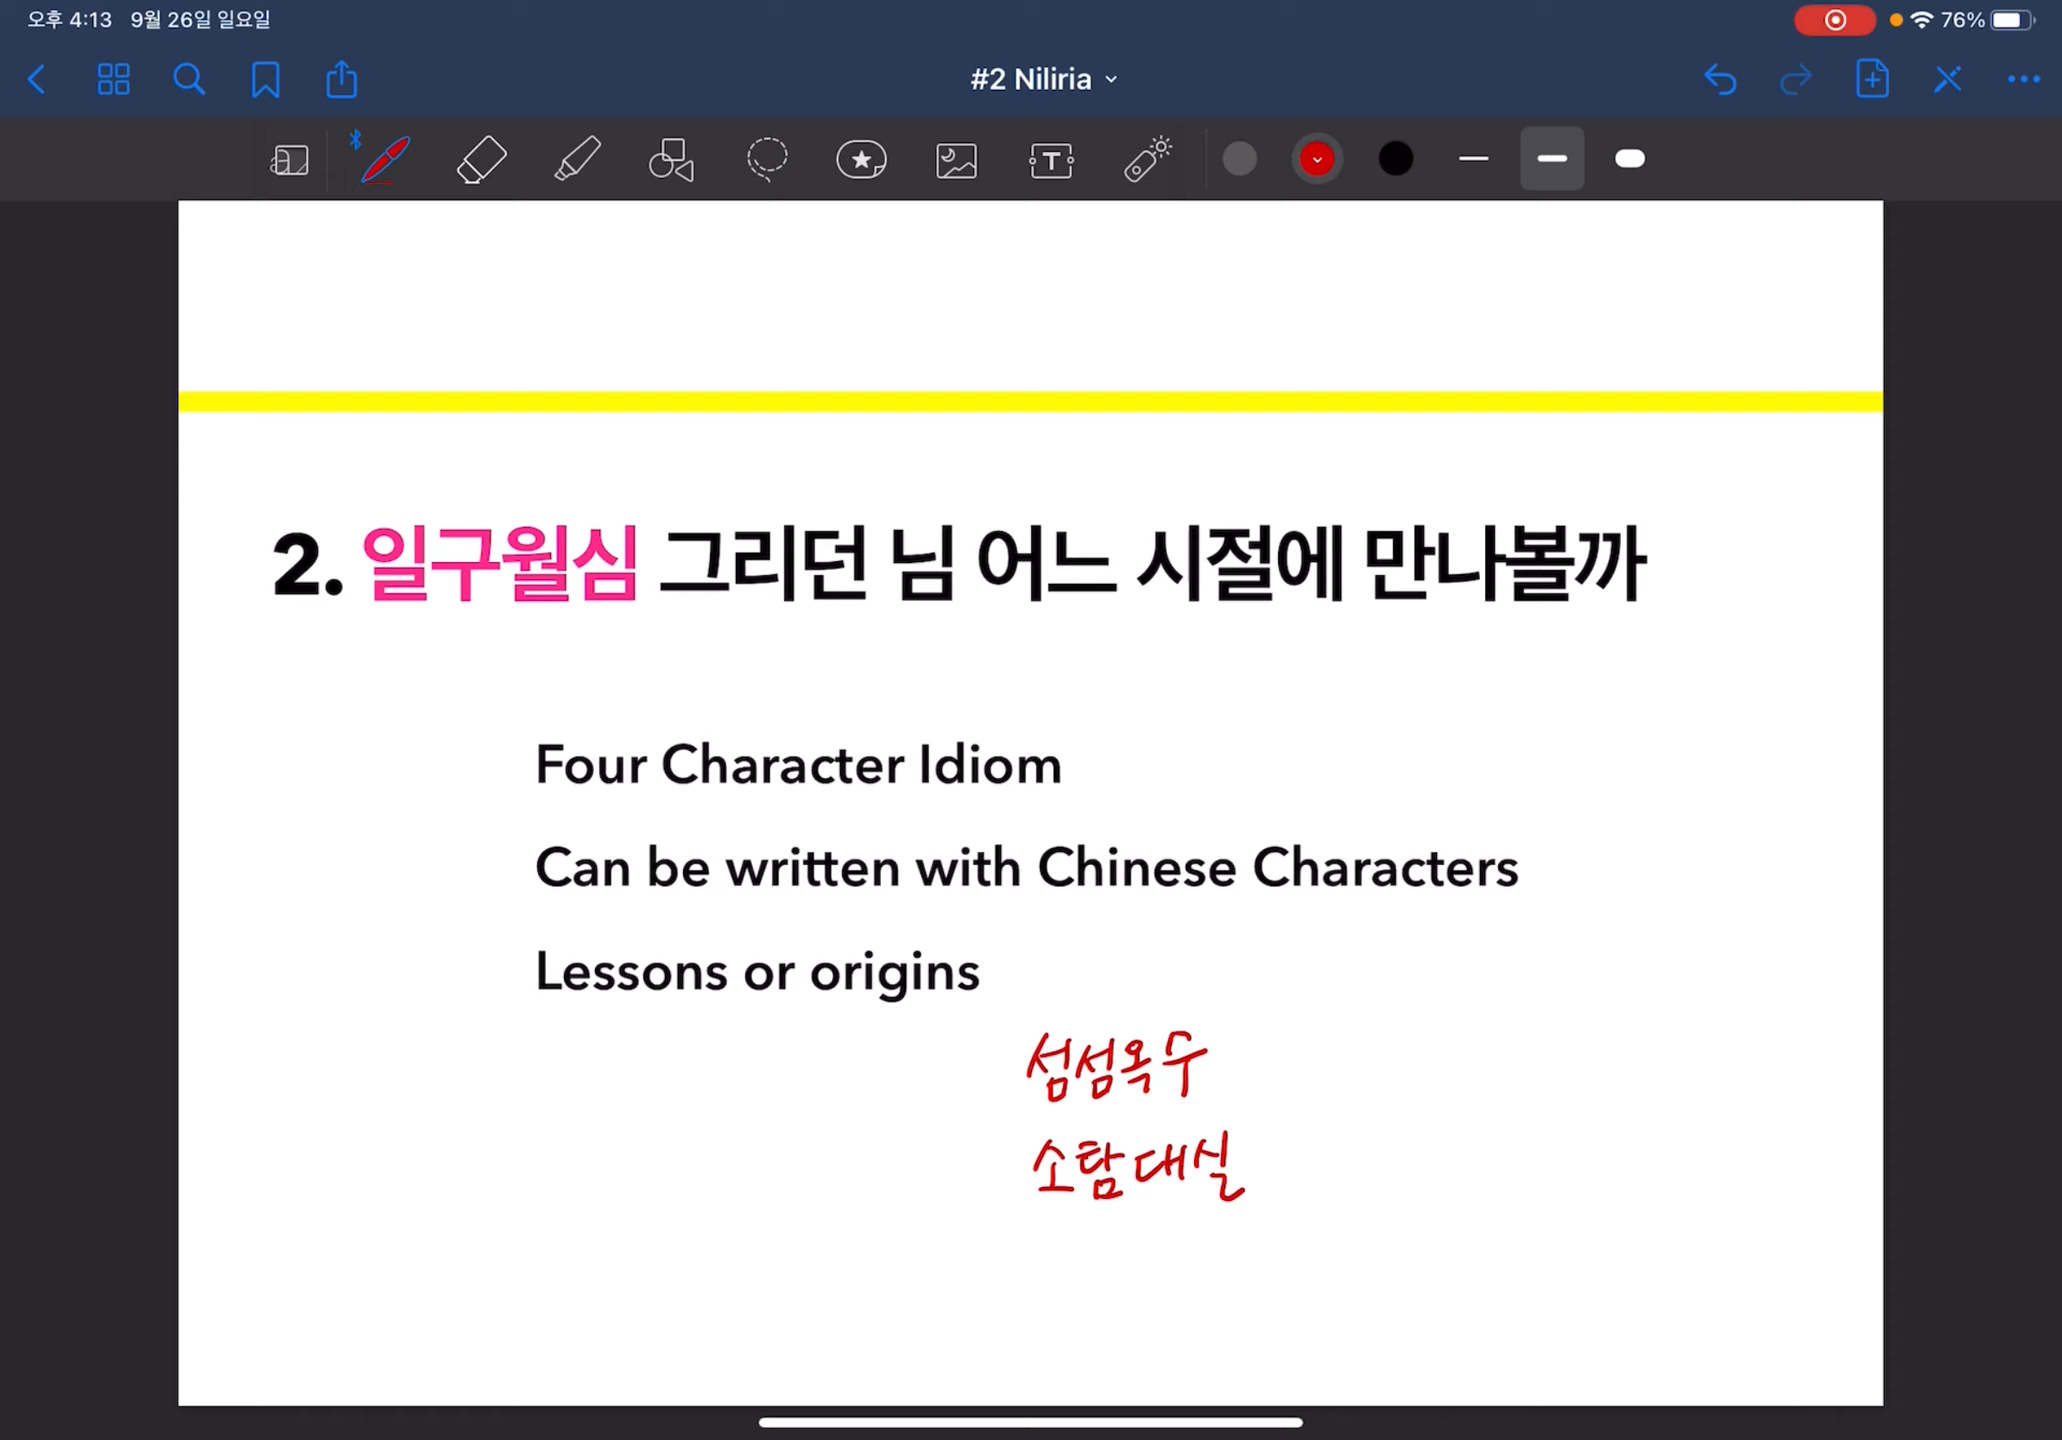 오후 4:13 9월 26일 일요일
76%
#2 Niliria
T
2. 일구월심 그리던 님 어느 시절에 만나볼까
Four Character Idiom
Can be written with Chinese Characters
Lessons or origins
섬섬옥수
소탐대실